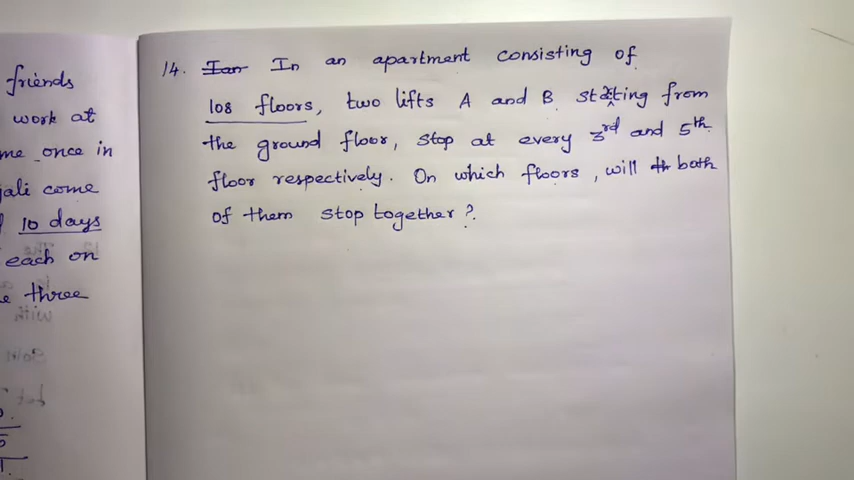 friends
work at
me once in
jali come
10 days
each on
e three
14. In an apartment consisting of
108 floors, two lifts A and B starting from
the ground floor, stop at every 3rd and 5th
floor respectively. On which floors, will both
of them stop together?